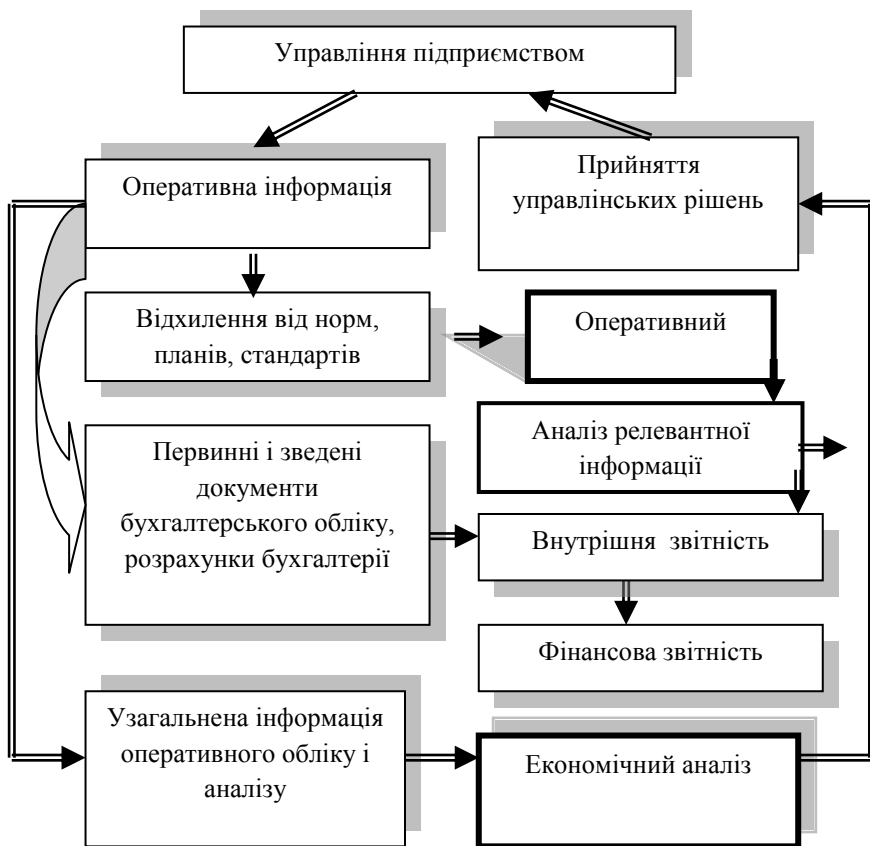 Управління підприємством
Оперативна інформація
Прийняття
управлінських рішень
Відхилення від норм,
планів, стандартів
Оперативний
Аналіз релевантної
інформації
Первинні і зведені
документи
бухгалтерського обліку,
розрахунки бухгалтерії
Внутрішня звітність
Фінансова звітність
Узагальнена інформація
оперативного обліку і
аналізу
Економічний аналіз